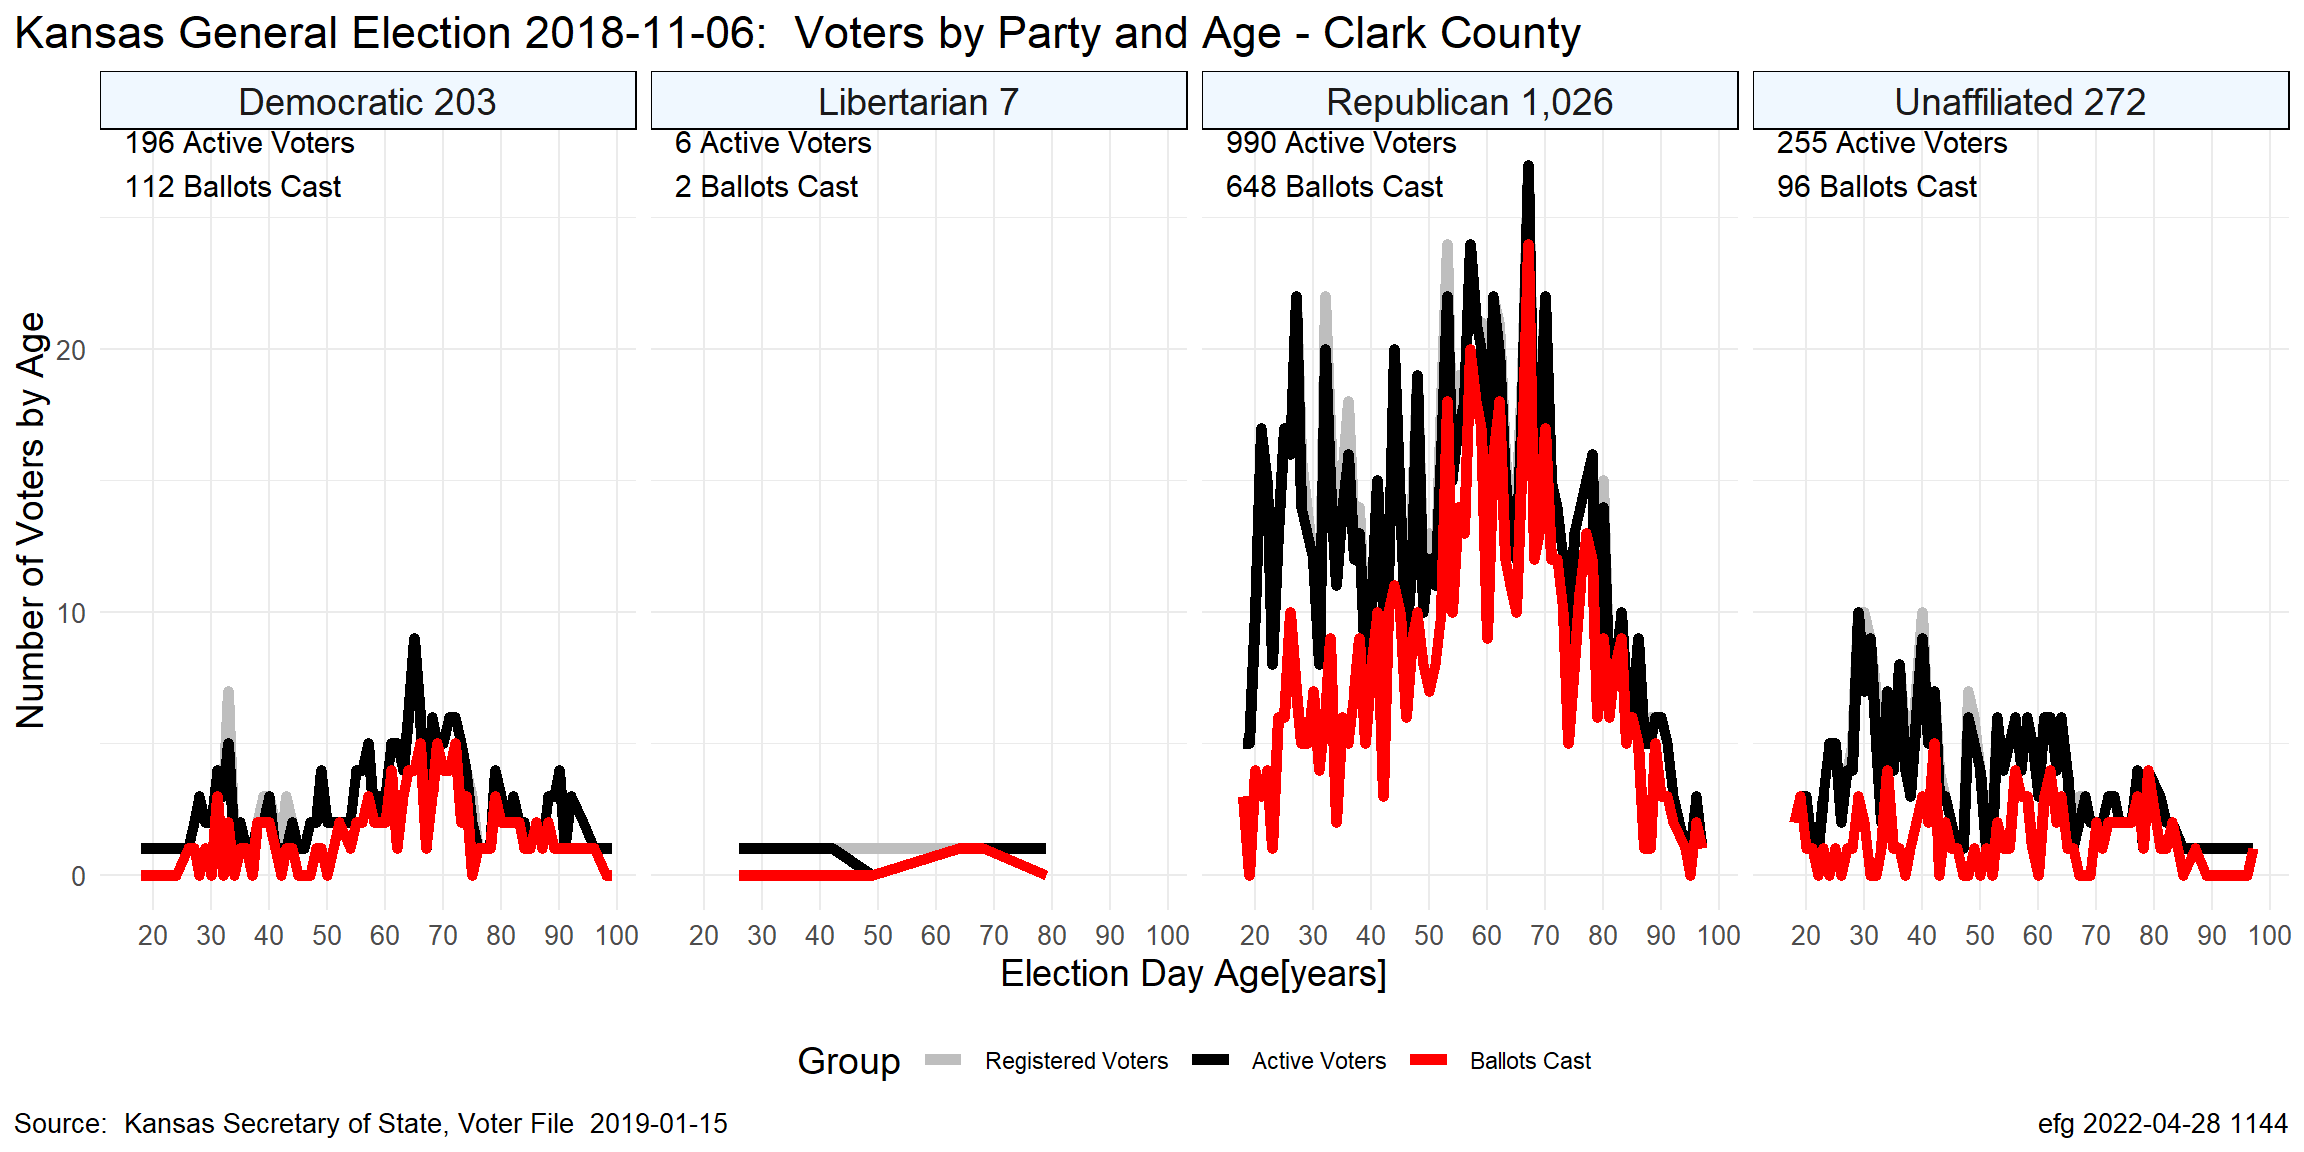 Kansas General Election 2018-11-06:  Voters by Party and Age - Clark County
Democratic 203
Libertarian 7
Republican 1,026
Unaffiliated 272
196 Active Voters
112 Ballots Cast
6 Active Voters
2 Ballots Cast
990 Active Voters
648 Ballots Cast
255 Active Voters
96 Ballots Cast
Number of Voters by Age
20
10
0
20 30 40 50 60 70 80 90 100
20 30 40 50 60 70 80 90 100
20 30 40 50 60 70 80 90 100
20 30 40 50 60 70 80 90 100
Election Day Age[years]
Group Registered Voters Active Voters Ballots Cast
Source:  Kansas Secretary of State, Voter File  2019-01-15
efg 2022-04-28 1144